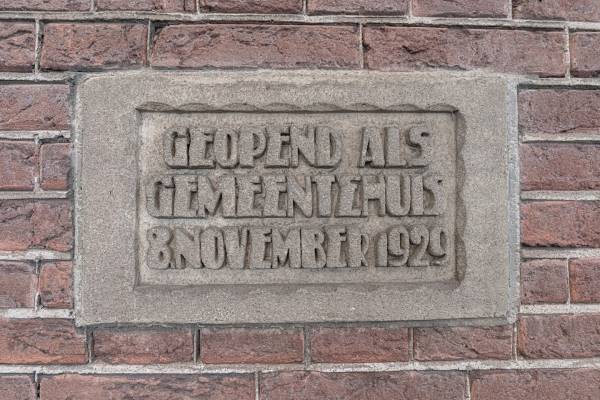 GEOPEND ALS
GEMEENTEHUIS
8.NOVEMBER 1929